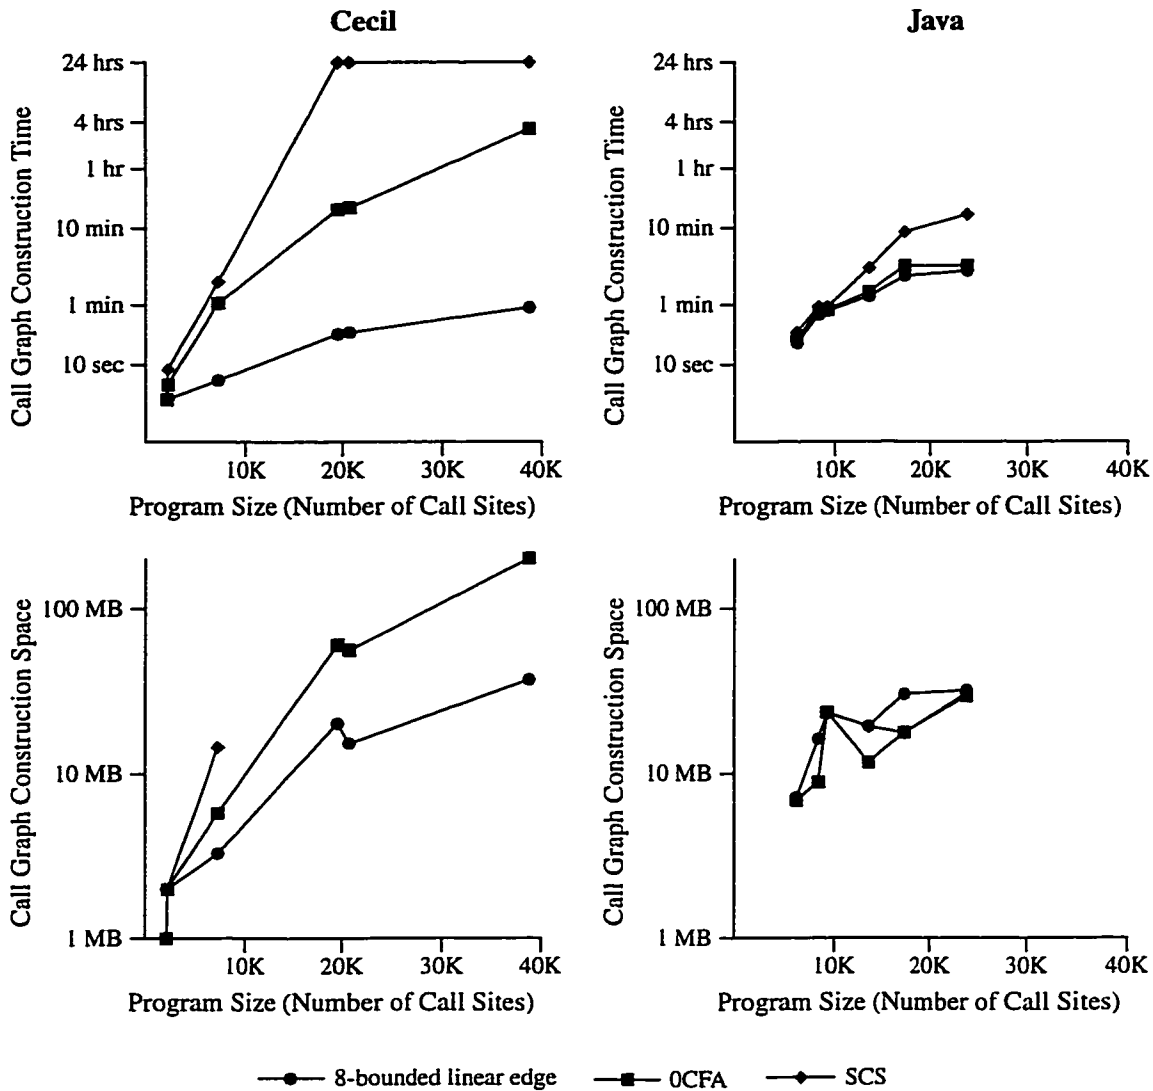 Cecil
24 hrs
4 hrs
1 hr
10 min
1 min
10 sec
Call Graph Construction Time
10K 20K 30K 40K
Program Size (Number of Call Sites)
Java
24 hrs
4 hrs
1 hr
10 min
1 min
10 sec
Call Graph Construction Time
10K 20K 30K 40K
Program Size (Number of Call Sites)
100 MB
10 MB
1 MB
Call Graph Construction Space
10K 20K 30K 40K
Program Size (Number of Call Sites)
100 MB
10 MB
1 MB
Call Graph Construction Space
10K 20K 30K 40K
Program Size (Number of Call Sites)
8-bounded linear edge 0CFA SCS